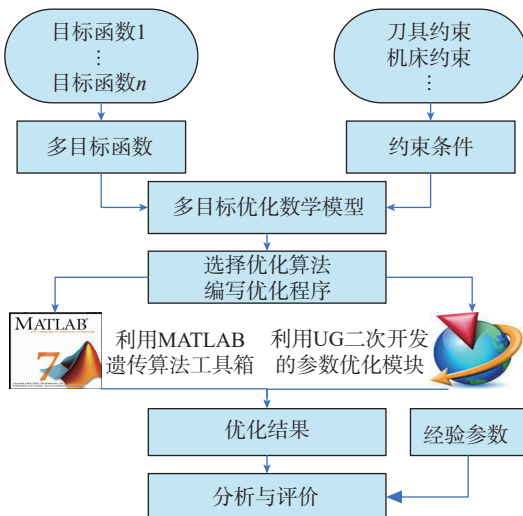 目标函数1
⋮
目标函数n
刀具约束
机床约束
⋮
多目标函数
约束条件
多目标优化数学模型
选择优化算法
编写优化程序
MATLAB®
7
利用MATLAB
遗传算法工具箱
利用UG二次开发
的参数优化模块
优化结果
经验参数
分析与评价